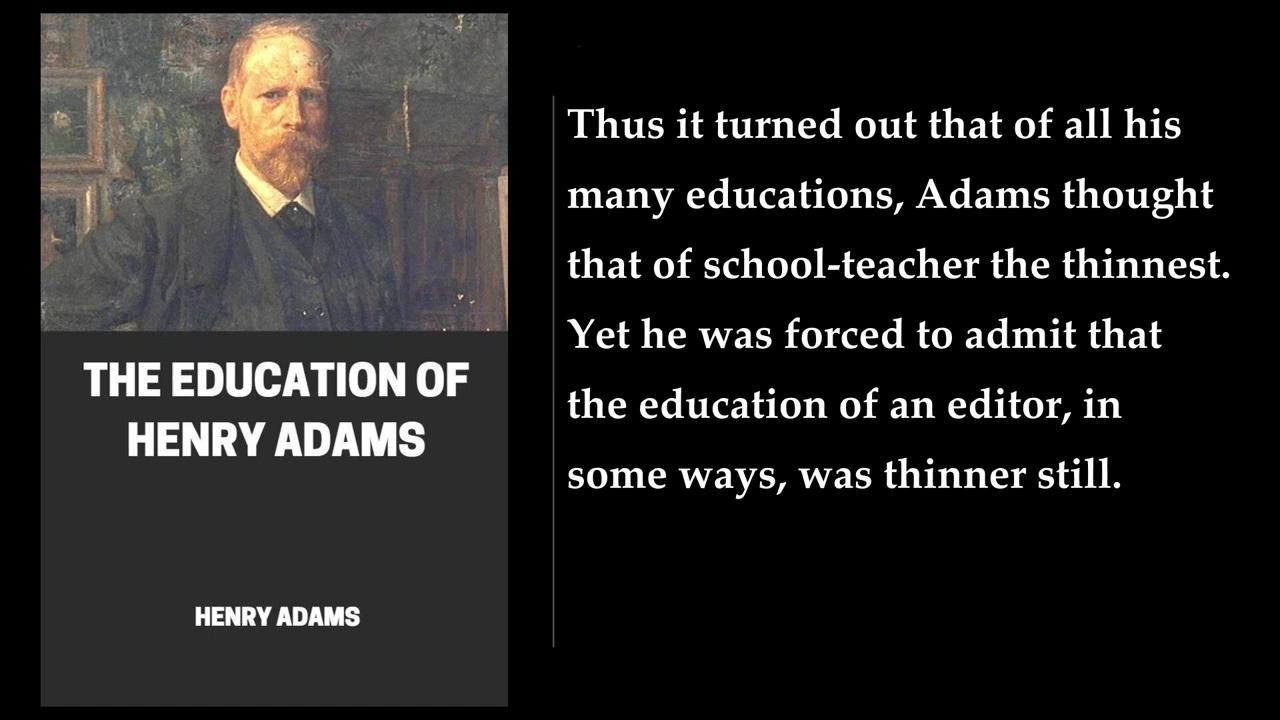 THE EDUCATION OF
HENRY ADAMS
HENRY ADAMS
Thus it turned out that of all his
many educations, Adams thought
that of school-teacher the thinnest.
Yet he was forced to admit that
the education of an editor, in
some ways, was thinner still.